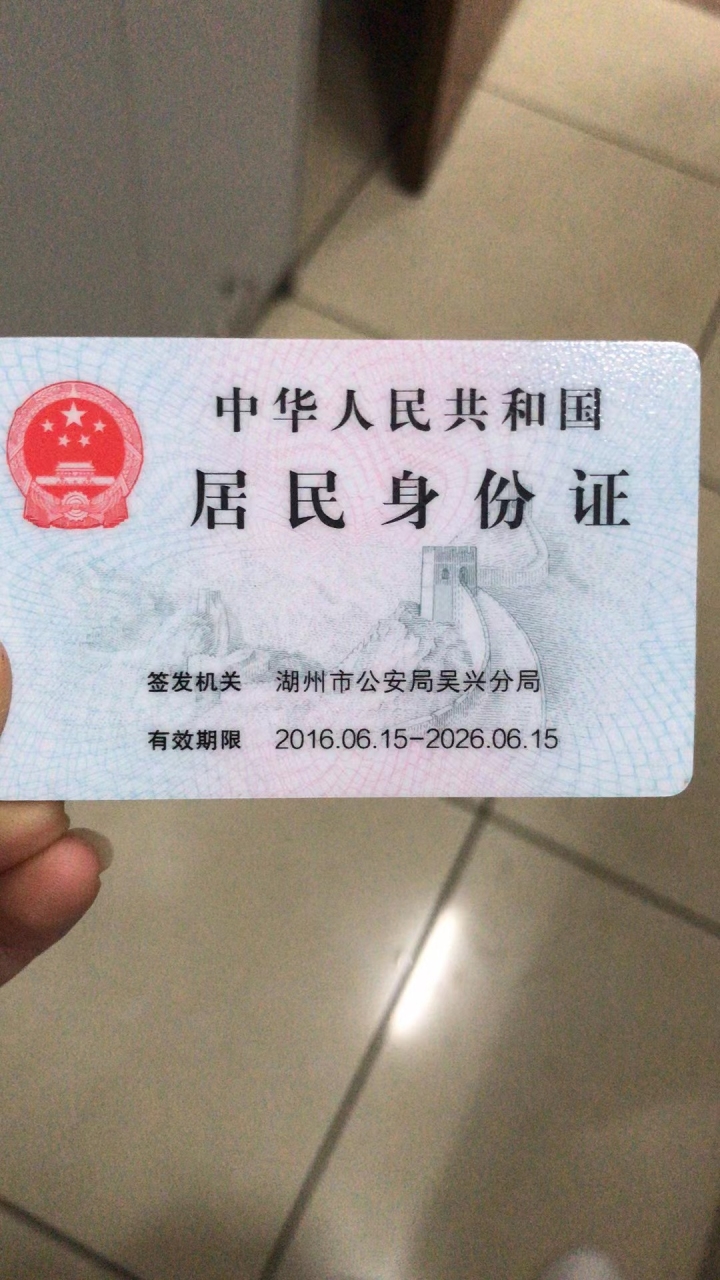 中华人民共和国
居民身份证
签发机关 湖州市公安局吴兴分局
有效期限 2016.06.15-2026.06.15